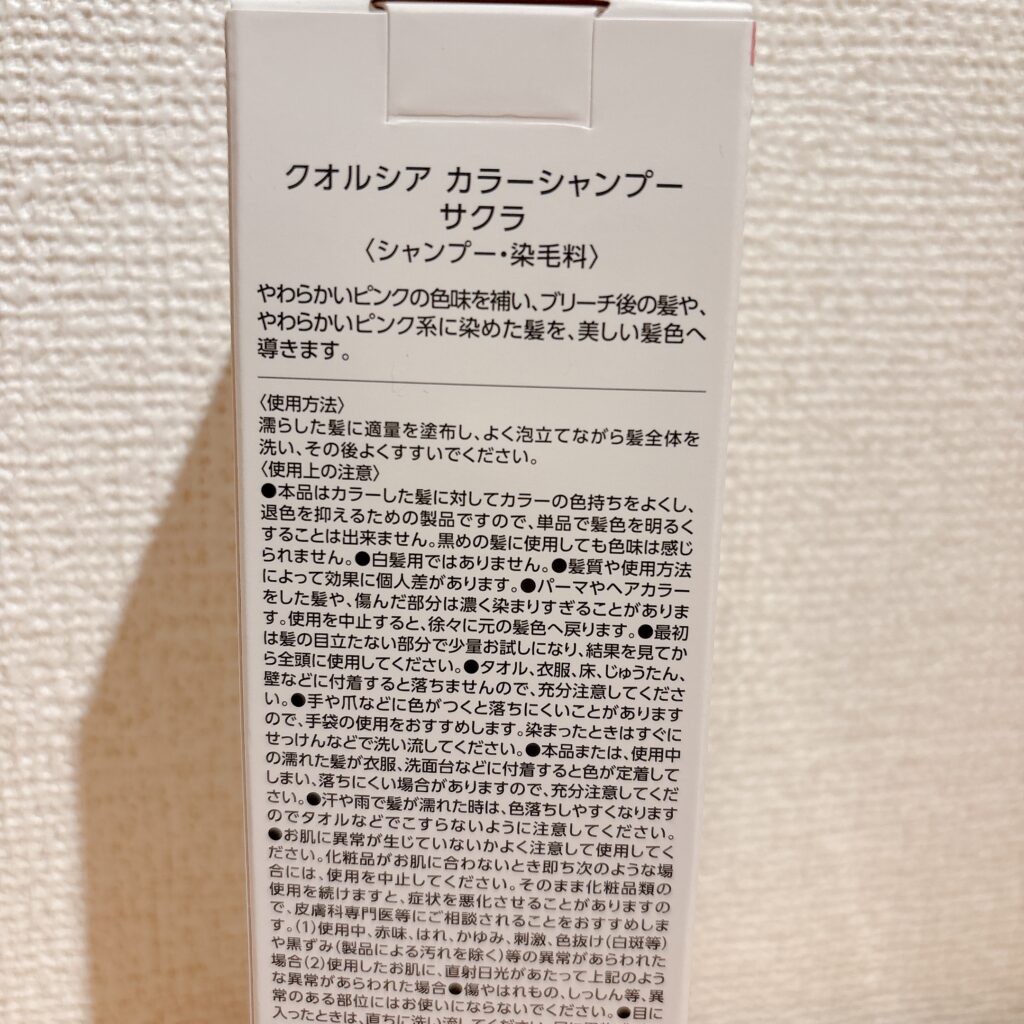 クオルシア カラーシャンプー
サクラ
〈シャンプー・染毛料〉
やわらかいピンクの色味を補い、ブリーチ後の髪や、
やわらかいピンク系に染めた髪を、美しい髪色へ
導きます。
〈使用方法〉
濡らした髪に適量を塗布し、よく泡立てながら髪全体を
洗い、その後よくすすいでください。
〈使用上の注意〉
●本品はカラーした髪に対してカラーの色持ちをよくし、
退色を抑えるための製品ですので、単品で髪色を明るく
することは出来ません。黒めの髪に使用しても色味は感じ
られません。●白髪用ではありません。●髪質や使用方法
によって効果に個人差があります。●パーマやヘアカラー
をした髪や、傷んだ部分は濃く染まりすぎることがありま
す。使用を中止すると、徐々に元の髪色へ戻ります。●最初
は髪の目立たない部分で少量お試しになり、結果を見てか
ら全頭に使用してください。●タオル、衣服、床、じゅうたん、
壁などに付着すると落ちませんので、充分注意してくださ
い。●手や爪などに色がつくと落ちにくいことがあります
ので、手袋の使用をおすすめします。染まったときはすぐに
せっけんなどで洗い流してください。●本品または、使用中
の濡れた髪が衣服、洗面台などに付着すると色が定着して
しまい、落ちにくい場合がありますので、充分注意してくだ
さい。●汗や雨で髪が濡れた時は、色落ちしやすくなります
のでタオルなどでこすらないように注意してください。
●お肌に異常が生じていないかよく注意して使用してく
ださい。化粧品がお肌に合わないとき即ち次のような場
合には、使用を中止してください。そのまま化粧品類の
使用を続けますと、症状を悪化させることがありますの
で、皮膚科専門医等にご相談されることをおすすめしま
す。(1)使用中、赤味、はれ、かゆみ、刺激、色抜け(白斑等)
や黒ずみ(製品による汚れを除く)等の異常があらわれた
場合(2)使用したお肌に、直射日光があたって上記のよう
な異常があらわれた場合●傷やはれもの、しっしん等、異
常のある部位にはお使いにならないでください。●目に
入ったときは、直ちに洗い流してください。